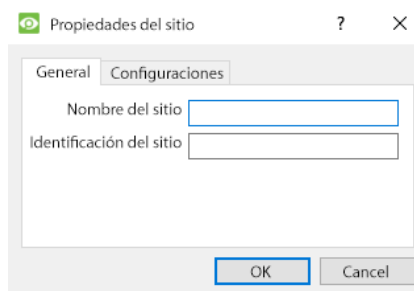 Propiedades del sitio ?
General Configuraciones
Nombre del sitio
Identificación del sitio
OK Cancel